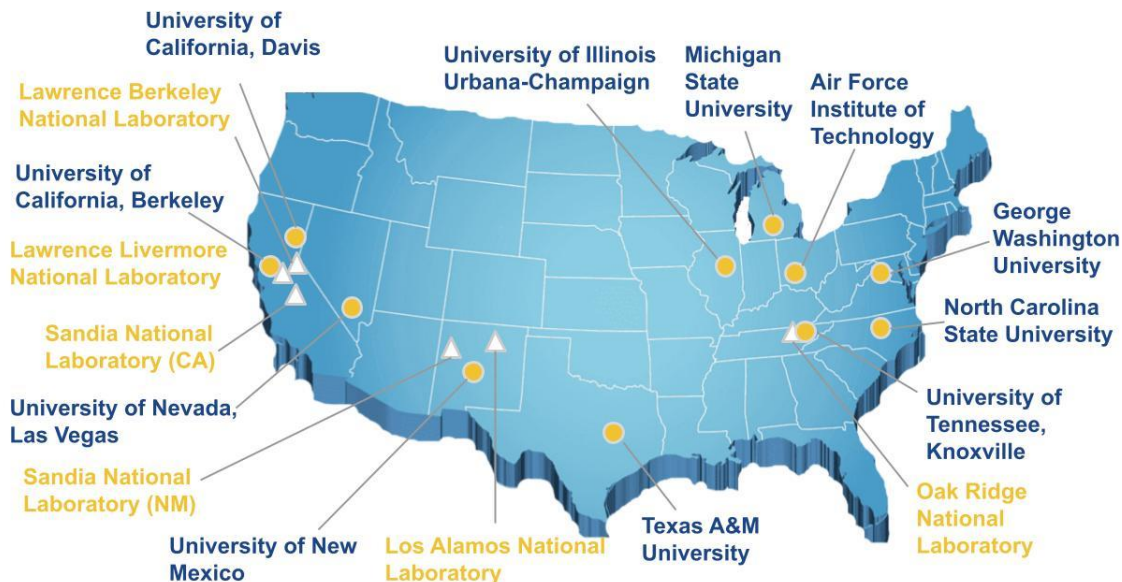 University of
California, Davis
Lawrence Berkeley
National Laboratory
University of
California, Berkeley
Lawrence Livermore
National Laboratory
Sandia National
Laboratory (CA)
University of Nevada,
Las Vegas
Sandia National
Laboratory (NM)
University of New
Mexico
Los Alamos National
Laboratory
University of Illinois
Urbana-Champaign
Michigan
State
University
Air Force
Institute of
Technology
George
Washington
University
North Carolina
State University
University of
Tennessee,
Knoxville
Oak Ridge
National
Laboratory
Texas A&M
University